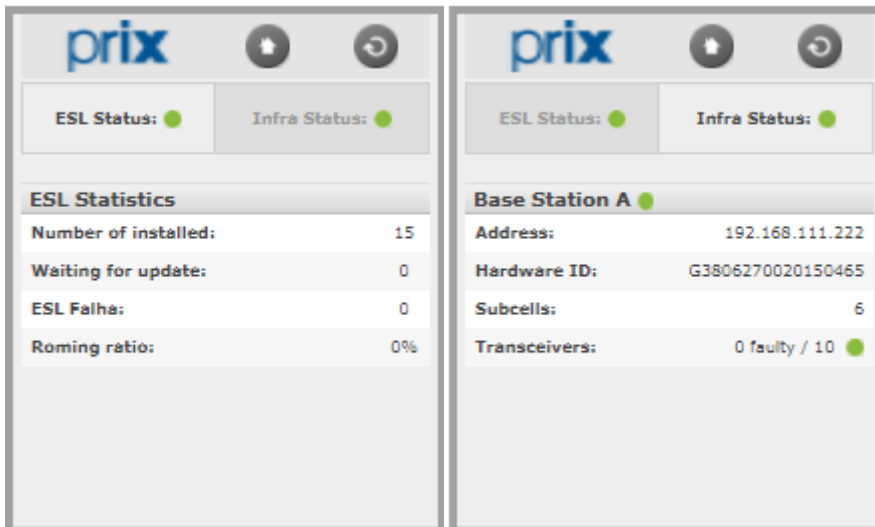 prix
ESL Status:
Infra Status:
ESL Statistics
Number of installed: 15
Waiting for update: 0
ESL Falha: 0
Roming ratio: 0%
prix
ESL Status:
Infra Status:
Base Station A
Address: 192.168.111.222
Hardware ID: G3806270020150465
Subcells: 6
Transceivers: 0 faulty / 10